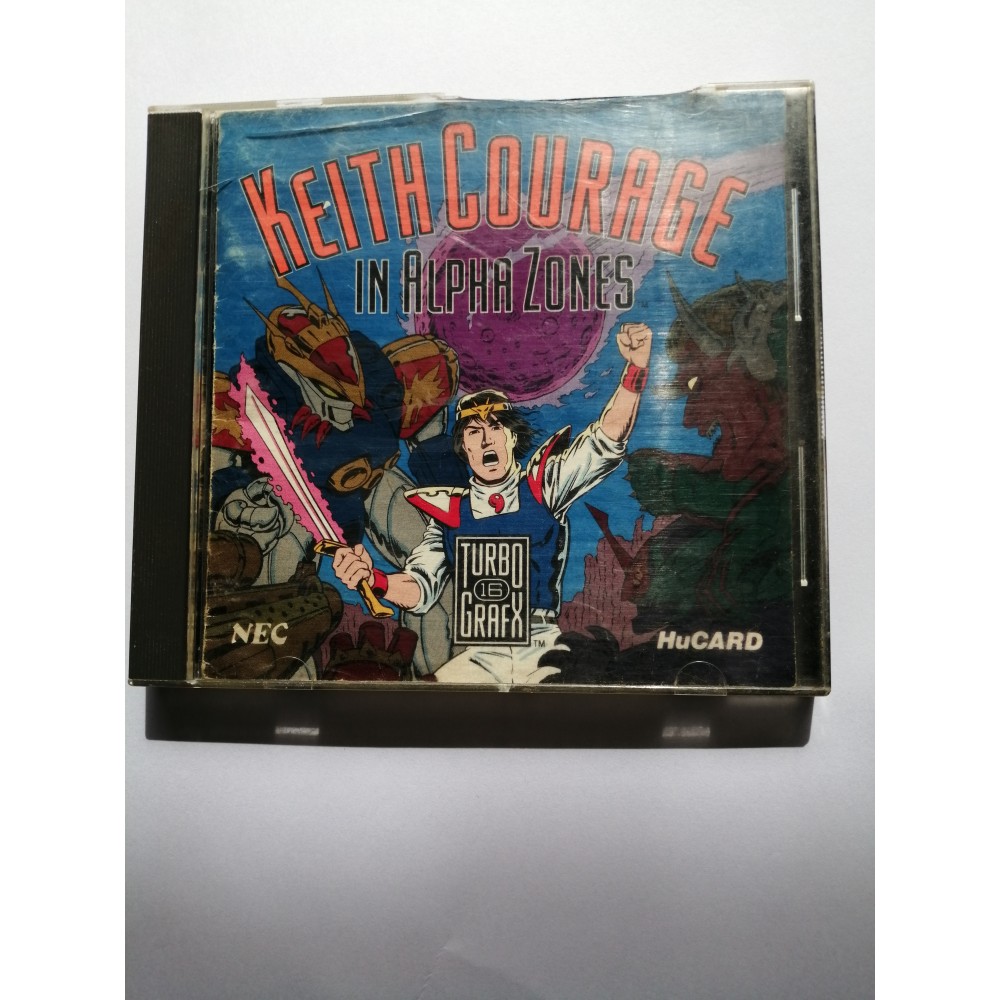 KEITH COURAGE
IN ALPHA ZONES
TURBO
16
GRAFX
TM
NEC
HuCARD